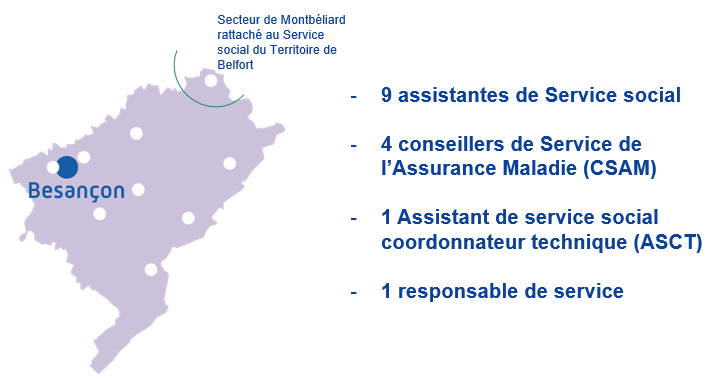 Secteur de Montbéliard
rattaché au Service
social du Territoire de
Belfort
Besançon
- 9 assistantes de Service social
- 4 conseillers de Service de
l’Assurance Maladie (CSAM)
- 1 Assistant de service social
coordonnateur technique (ASCT)
- 1 responsable de service